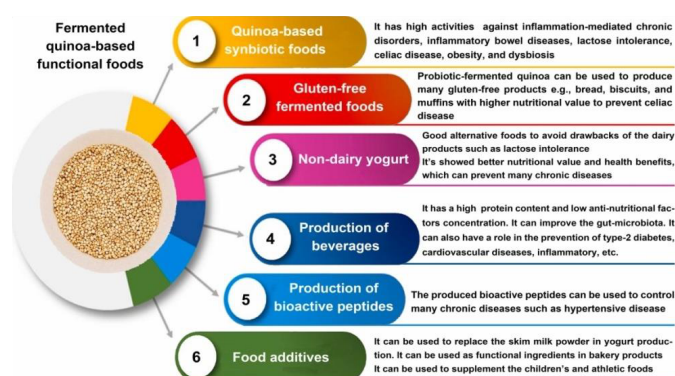 Fermented
quinoa-based
functional foods
1
Quinoa-based
synbiotic foods
It has high activities against inflammation-mediated chronic
disorders, inflammatory bowel diseases, lactose intolerance,
celiac disease, obesity, and dysbiosis
2
Gluten-free
fermented foods
Probiotic-fermented quinoa can be used to produce
many gluten-free products e.g., bread, biscuits, and
muffins with higher nutritional value to prevent celiac
disease
3
Non-dairy yogurt
Good alternative foods to avoid drawbacks of the dairy
products such as lactose intolerance
It's showed better nutritional value and health benefits,
which can prevent many chronic diseases
4
Production of
beverages
It has a high protein content and low anti-nutritional fac-
tors concentration. It can improve the gut-microbiota. It
can also have a role in the prevention of type-2 diabetes,
cardiovascular diseases, inflammatory, etc.
5
Production of
bioactive peptides
The produced bioactive peptides can be used to control
many chronic diseases such as hypertensive disease
6
Food additives
It can be used to replace the skim milk powder in yogurt produc-
tion. It can be used as functional ingredients in bakery products
It can be used to supplement the children's and athletic foods